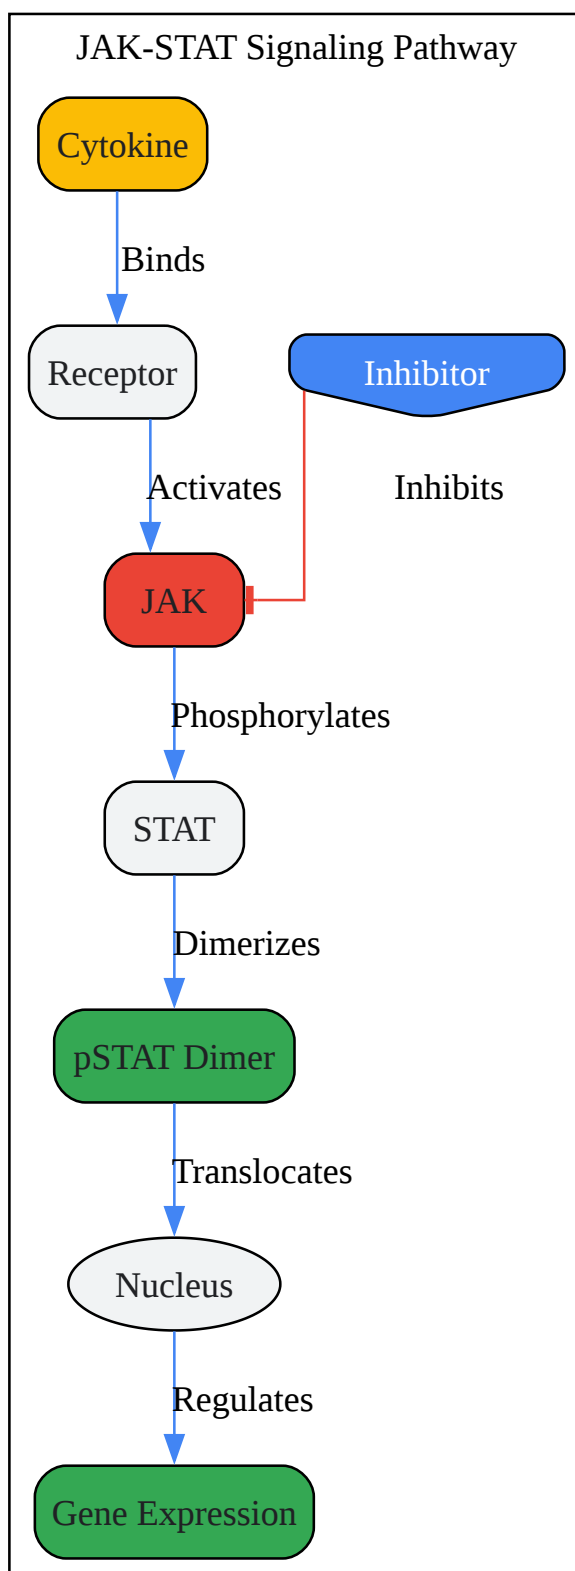 JAK-STAT Signaling Pathway
Cytokine
Binds
Receptor
Inhibitor
Activates
Inhibits
JAK
Phosphorylates
STAT
Dimerizes
pSTAT Dimer
Translocates
Nucleus
Regulates
Gene Expression